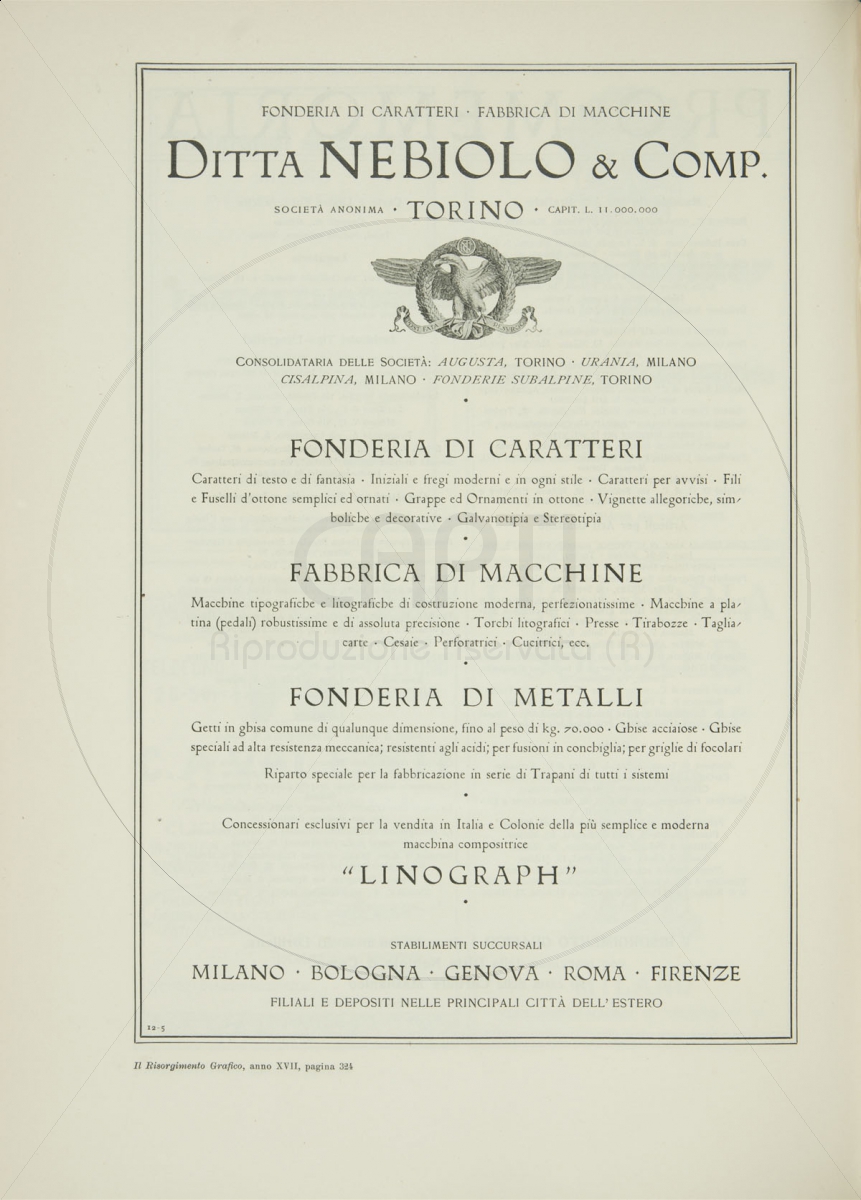 FONDERIA DI CARATTERI · FABBRICA DI MACCHINE
DITTA NEBIOLO & COMP.
SOCIETÀ ANONIMA · TORINO · CAPIT. L. 11.000.000
CONSOLIDATARIA DELLE SOCIETÀ: AUGUSTA, TORINO · URANIA, MILANO
CISALPINA, MILANO · FONDERIE SUBALPINE, TORINO
FONDERIA DI CARATTERI
Caratteri di testo e di fantasia · Iniziali e fregi moderni e in ogni stile · Caratteri per avvisi · Fili
e Fuselli d'ottone semplici ed ornati · Grappe ed Ornamenti in ottone · Vignette allegoriche, sim-
boliche e decorative · Galvanotipia e Stereotipia
CARTI
FABBRICA DI MACCHINE
Macchine tipografiche e litografiche di costruzione moderna, perfezionatissime · Macchine a pla-
tina (pedali) robustissime e di assoluta precisione · Torchi litografici · Presse · Tirabozze · Taglia-
carte · Cesoie · Perforatrici · Cucitrici, ecc.
Riproduzione riservata (R)
FONDERIA DI METALLI
Getti in ghisa comune di qualunque dimensione, fino al peso di kg. 70.000 · Ghise acciaiose · Ghise
speciali ad alta resistenza meccanica; resistenti agli acidi; per fusioni in conchiglia; per griglie di focolari
Riparto speciale per la fabbricazione in serie di Trapani di tutti i sistemi
Concessionari esclusivi per la vendita in Italia e Colonie della più semplice e moderna
macchina compositrice
"LINOGRAPH"
STABILIMENTI SUCCURSALI
MILANO · BOLOGNA · GENOVA · ROMA · FIRENZE
FILIALI E DEPOSITI NELLE PRINCIPALI CITTÀ DELL'ESTERO
12-5
Il Risorgimento Grafico, anno XVII, pagina 324